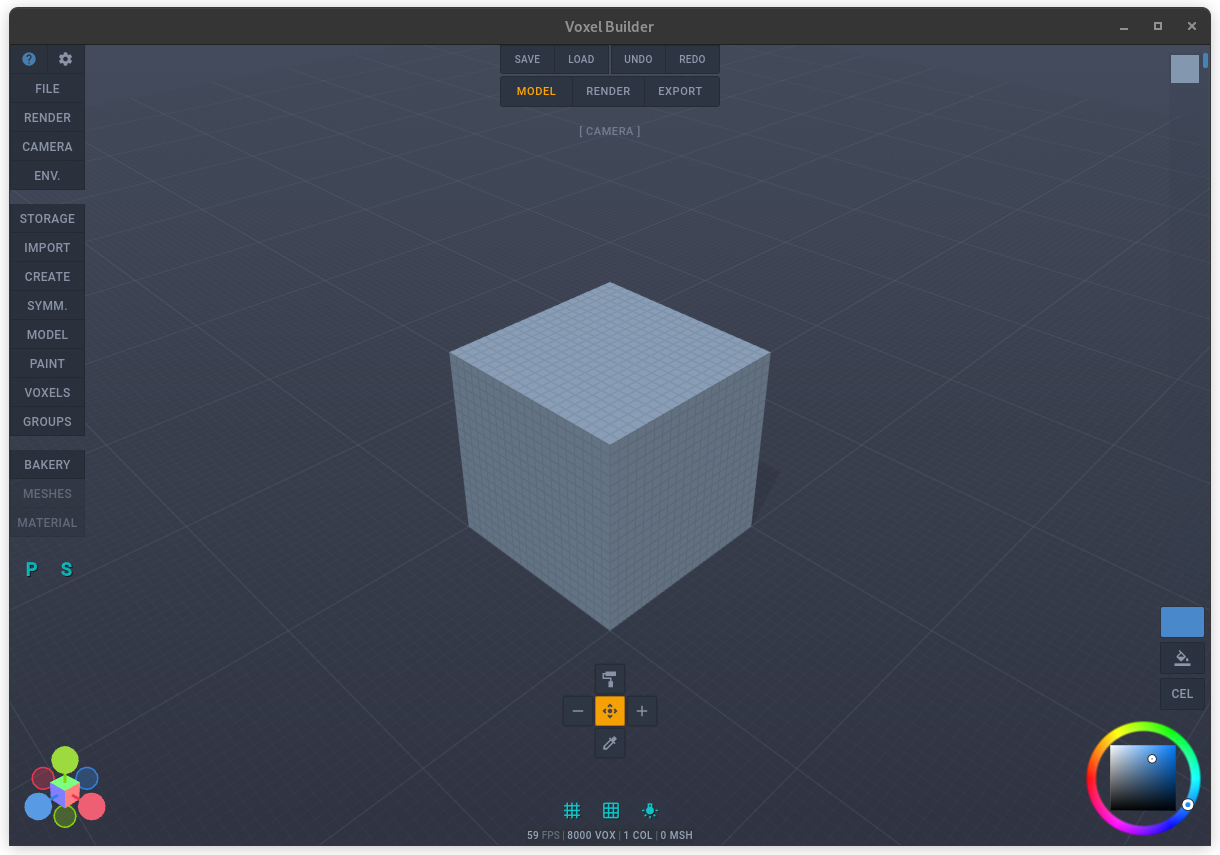 Voxel Builder
SAVE LOAD UNDO REDO
MODEL RENDER EXPORT
[ CAMERA ]
?
FILE
RENDER
CAMERA
ENV.
STORAGE
IMPORT
CREATE
SYMM.
MODEL
PAINT
VOXELS
GROUPS
BAKERY
MESHES
MATERIAL
P S
CEL
59 FPS | 8000 VOX | 1 COL | 0 MSH